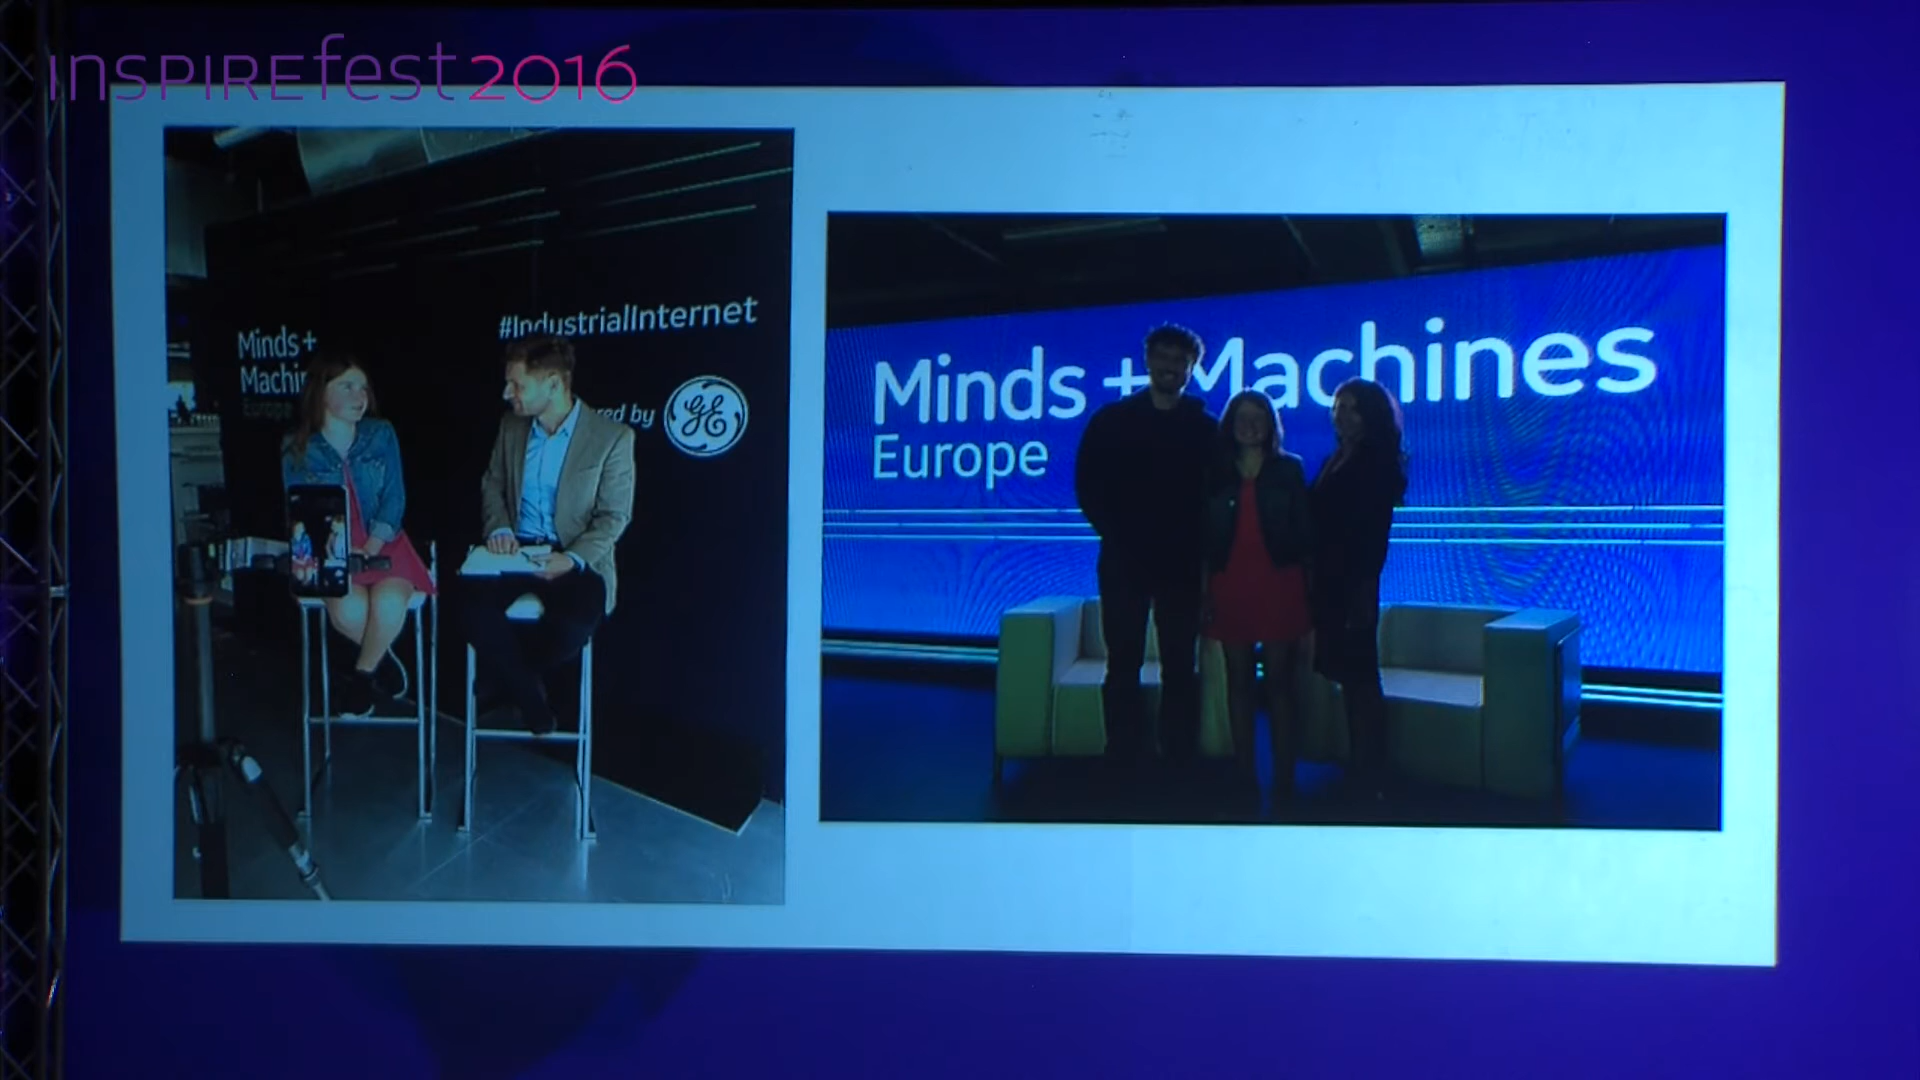 inspirefest2016
Minds+
Machin
Europe
#IndustrialInternet
red by
GE
Minds + Machines
Europe